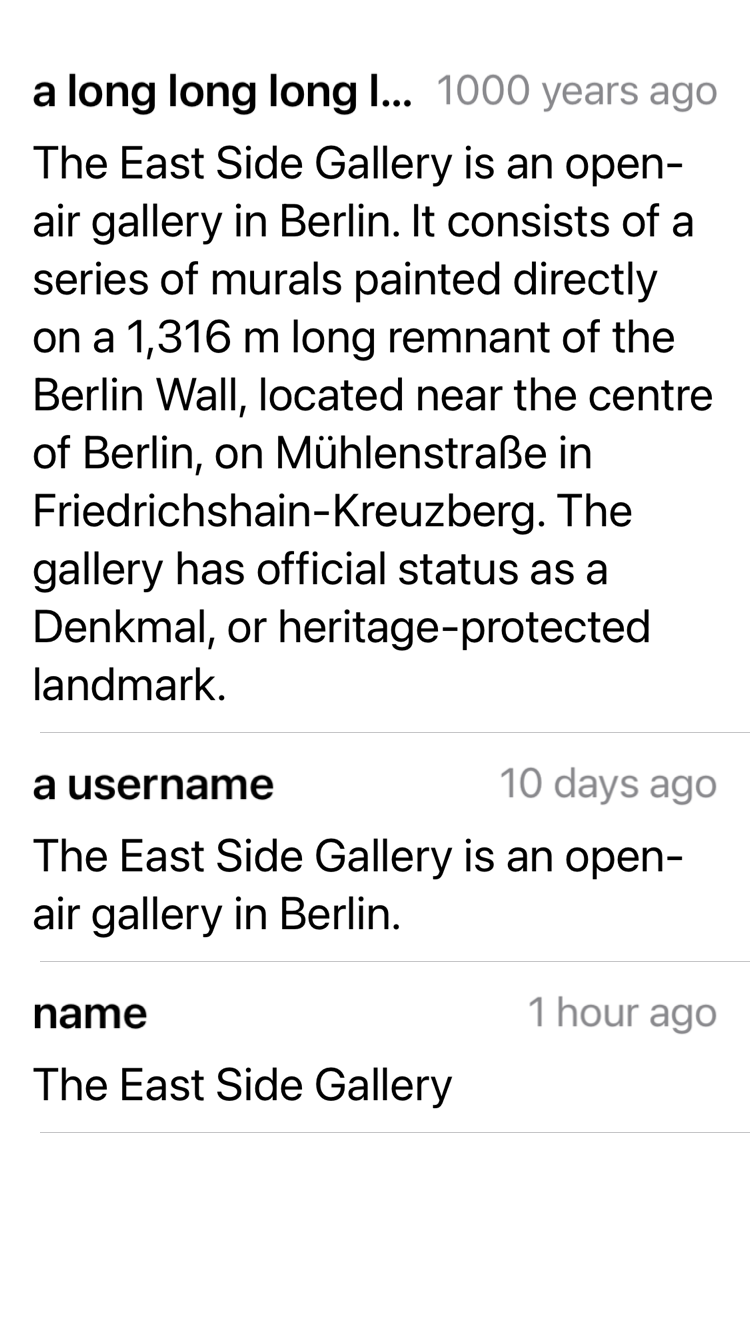 a long long long l... 1000 years ago
The East Side Gallery is an open-
air gallery in Berlin. It consists of a
series of murals painted directly
on a 1,316 m long remnant of the
Berlin Wall, located near the centre
of Berlin, on Mühlenstraße in
Friedrichshain-Kreuzberg. The
gallery has official status as a
Denkmal, or heritage-protected
landmark.
a username 10 days ago
The East Side Gallery is an open-
air gallery in Berlin.
name 1 hour ago
The East Side Gallery